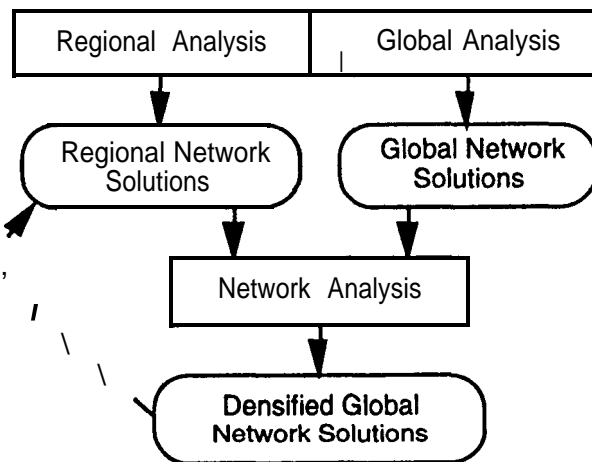 Regional Analysis
Global Analysis
Regional Network
Solutions
Global Network
Solutions
Network Analysis
Densified Global
Network Solutions